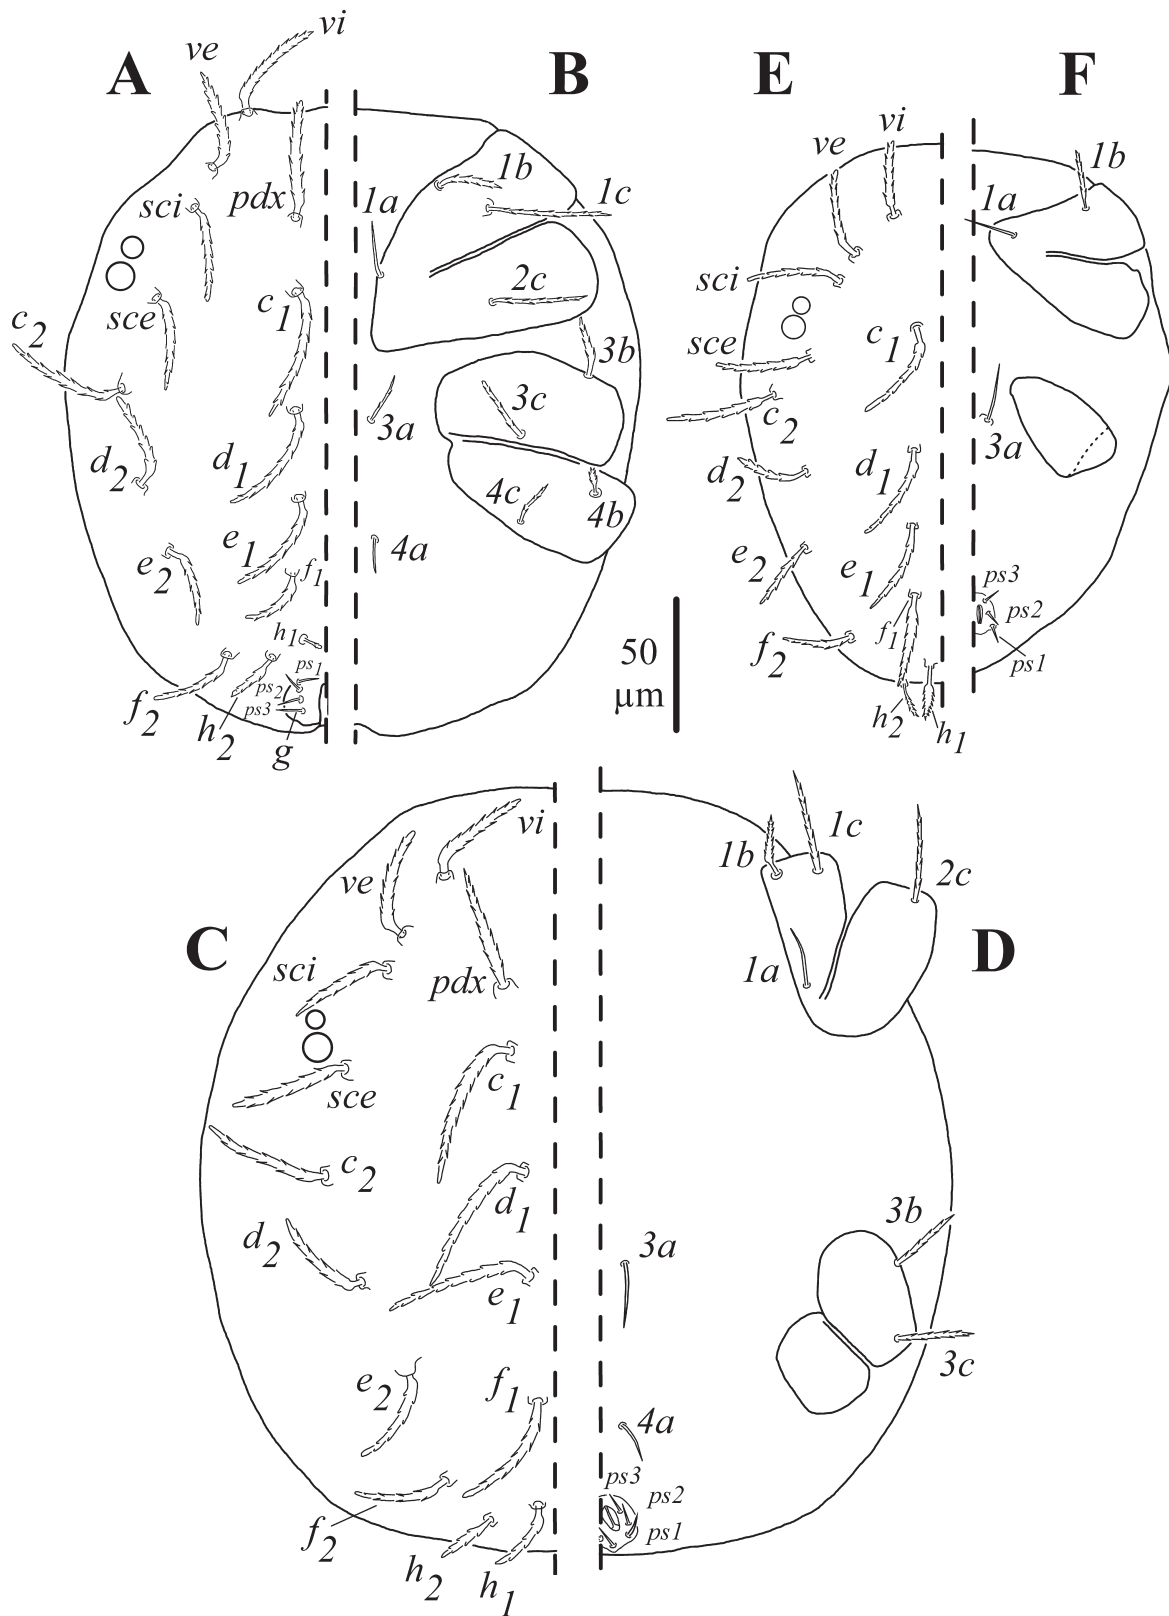 A
ve
vi
sci
pdx
sce
c1
c2
d2
d1
e2
e1
f1
h1
ps1
ps2
ps3
f2
h2
g
B
1b
1c
1a
2c
3b
3c
3a
4c
4b
4a
50
µm
E
vi
ve
sci
sce
c1
c2
d2
d1
e2
e1
f1
f2
h2
h1
F
1b
1a
3a
ps3
ps2
ps1
C
vi
ve
sci
pdx
sce
c1
c2
d1
d2
e1
e2
f1
f2
h2
h1
D
1c
1b
2c
1a
3b
3a
3c
4a
ps3
ps2
ps1